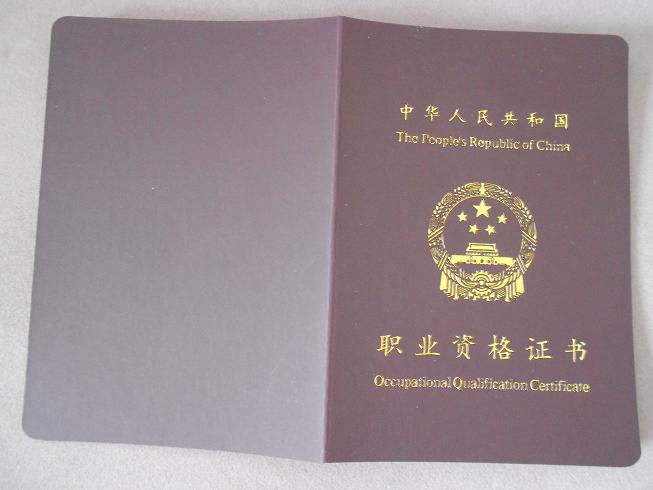 中华人民共和国
The People's Republic of China
职业资格证书
Occupational Qualification Certificate